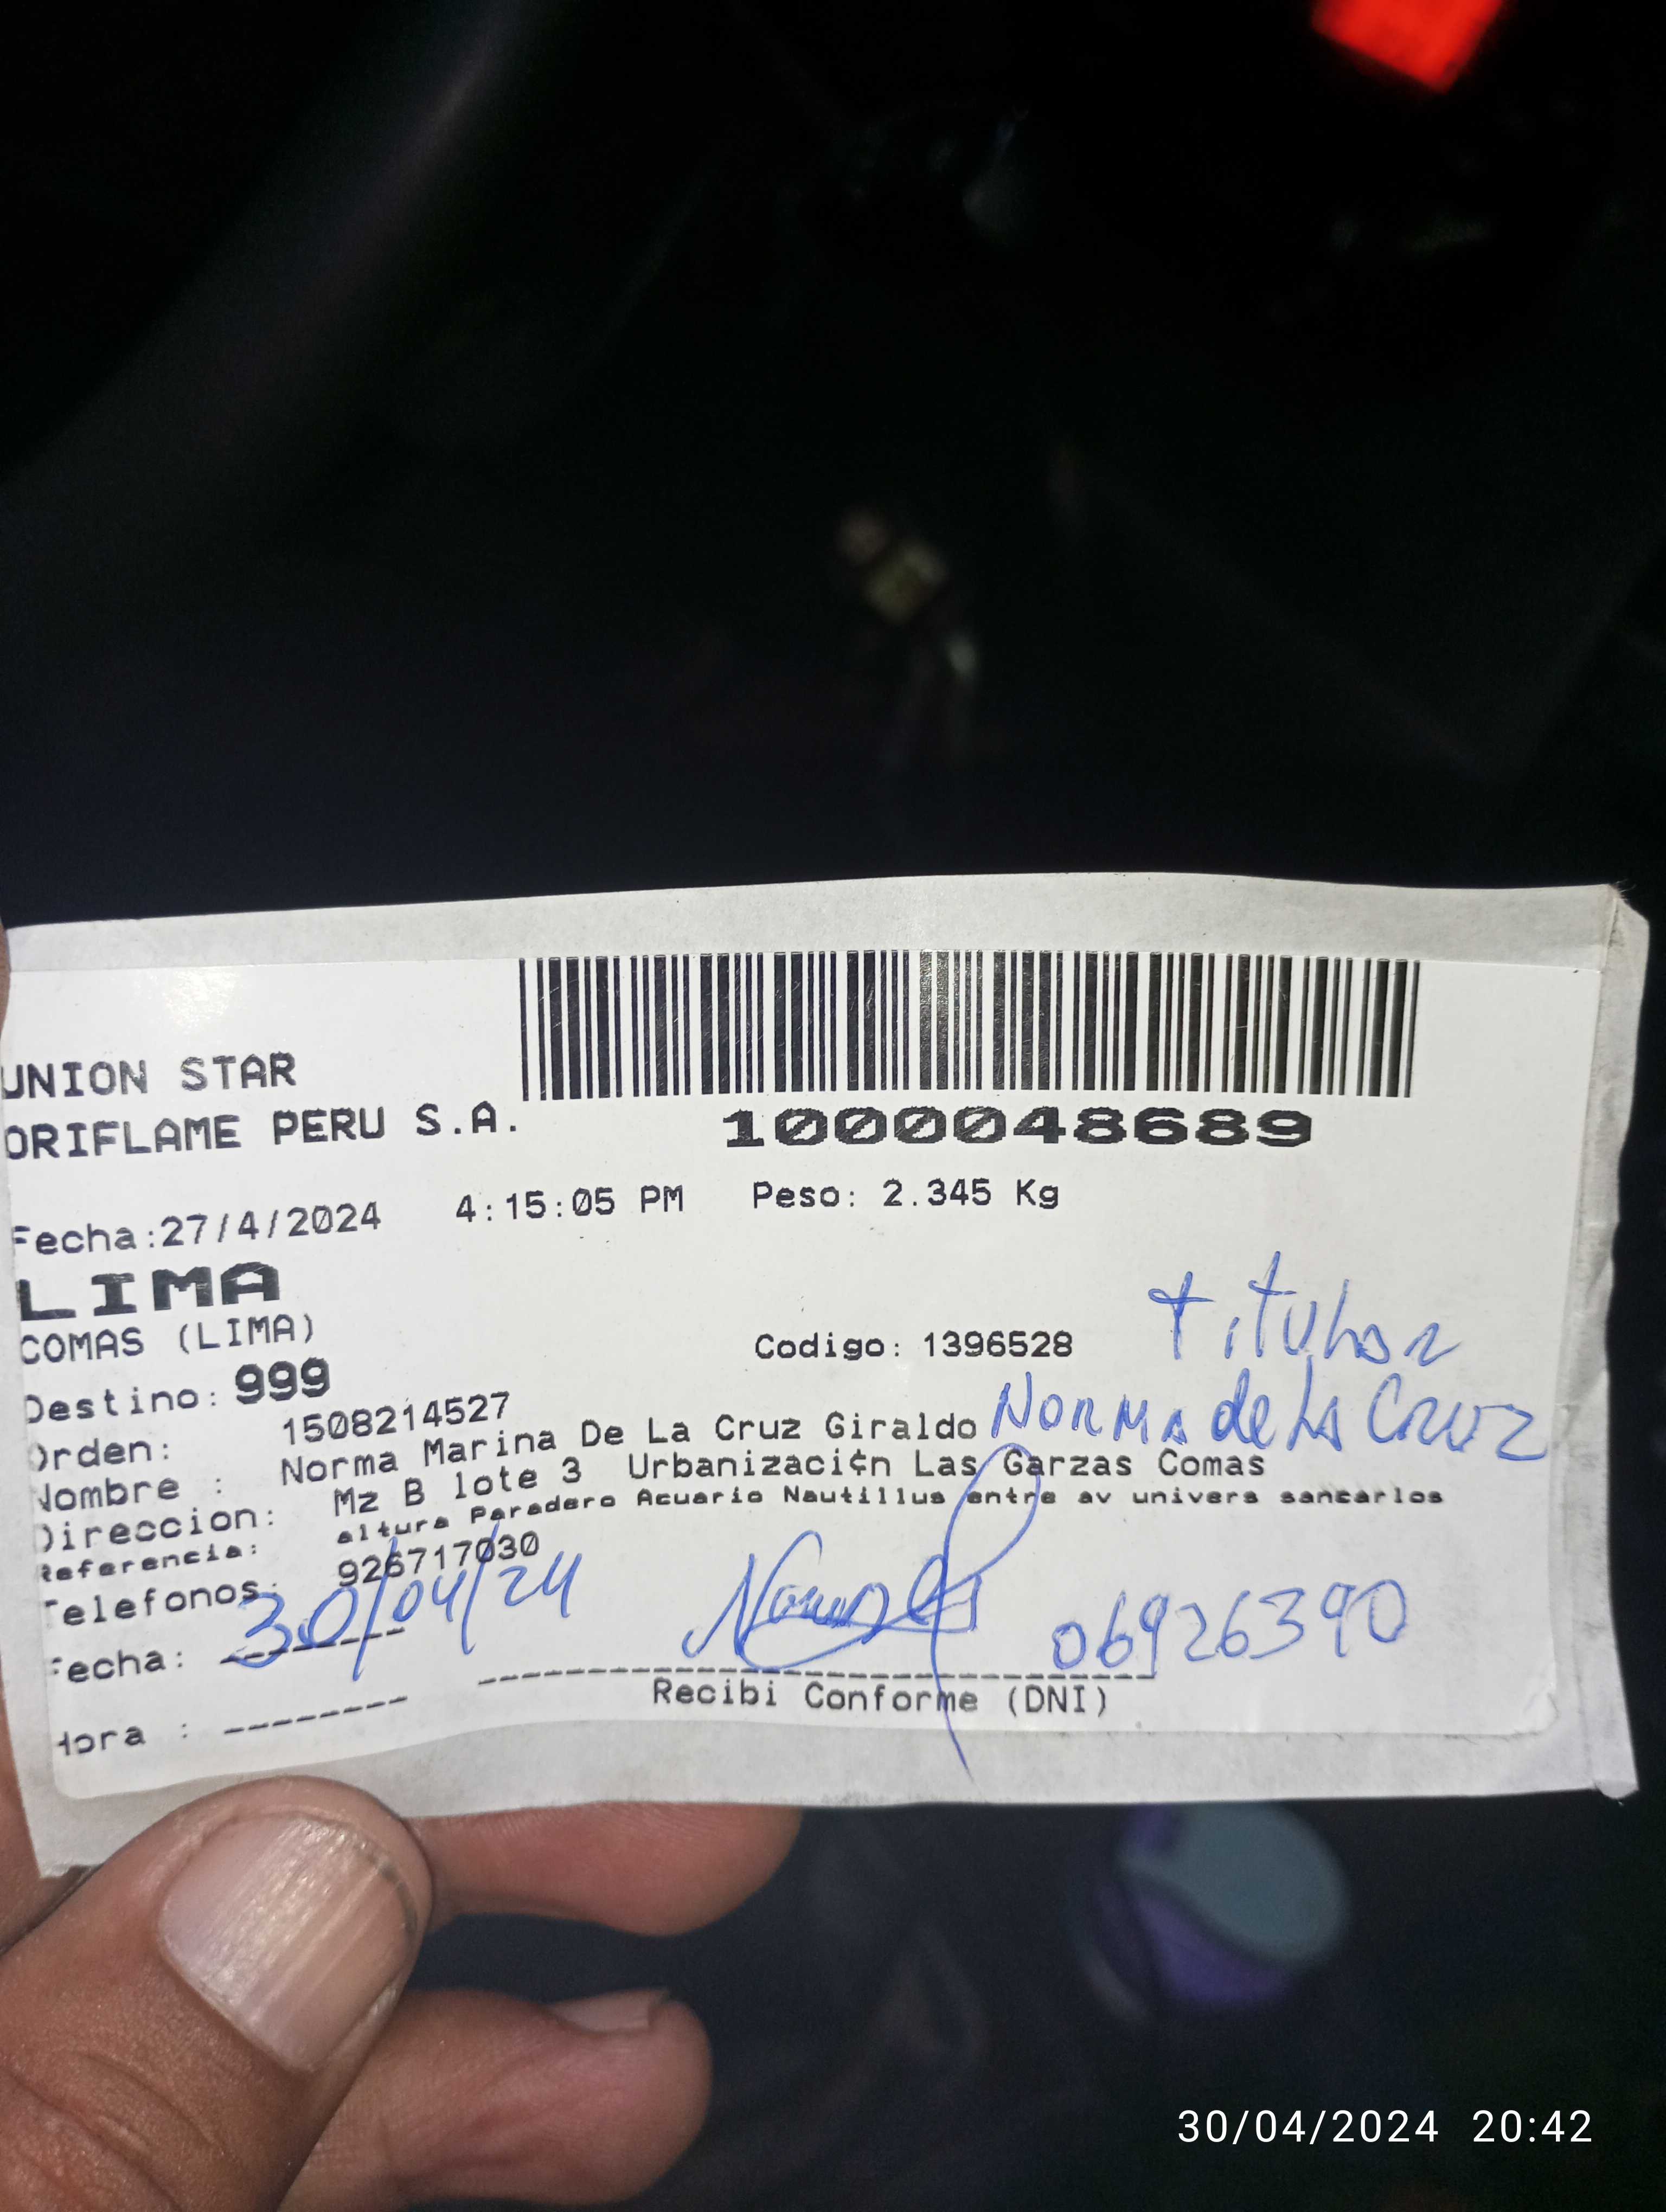 UNION STAR
ORIFLAME PERU S.A.
1000048689
Fecha:27/4/2024 4:15:05 PM Peso: 2.345 Kg
LIMA
COMAS (LIMA)
Codigo: 1396528
titular
Destino: 999
Orden: 1508214527
Nombre : Norma Marina De La Cruz Giraldo
Norma de La Cruz
Direccion: Mz B lote 3 Urbanizaci¢n Las Garzas Comas
Referencia: altura Paradero Acuario Nautillus entre av univers sancarlos
Telefonos: 926717030
Fecha: 30/04/24
06926390
Recibi Conforme (DNI)
Hora :
30/04/2024 20:42